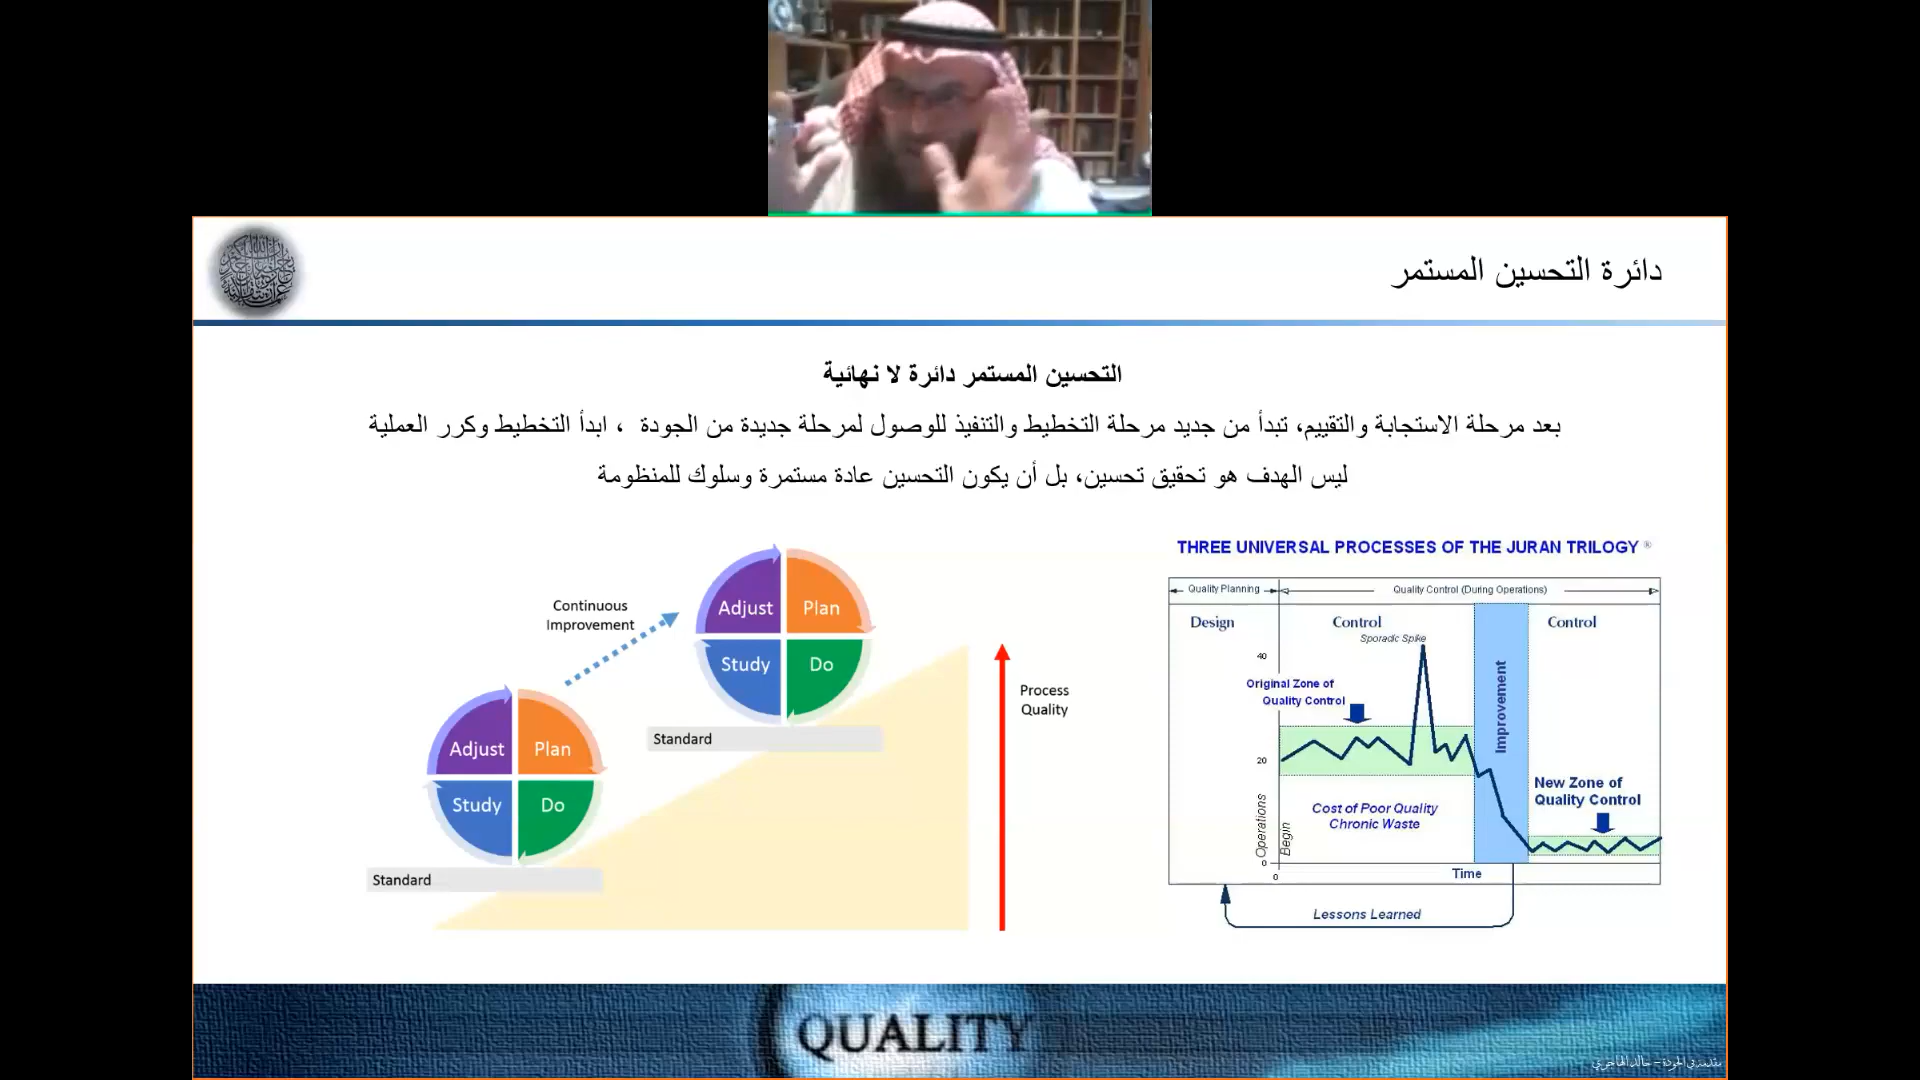 دائرة التحسين المستمر
التحسين المستمر دائرة لا نهائية
بعد مرحلة الاستجابة والتقييم، تبدأ من جديد مرحلة التخطيط والتنفيذ للوصول لمرحلة جديدة من الجودة ، ابدأ التخطيط وكرر العملية
ليس الهدف هو تحقيق تحسين، بل أن يكون التحسين عادة مستمرة وسلوك للمنظومة
Continuous
Improvement
Adjust
Plan
Study
Do
Standard
Adjust
Plan
Study
Do
Standard
Process
Quality
THREE UNIVERSAL PROCESSES OF THE JURAN TRILOGY ®
Quality Planning
Quality Control (During Operations)
Design
Control
Control
Sporadic Spike
40
Original Zone of
Quality Control
20
Improvement
New Zone of
Quality Control
Cost of Poor Quality
Chronic Waste
Operations
Begin
0
0
Time
Lessons Learned
QUALITY
مقدمة في الجودة – خالد الهاجري